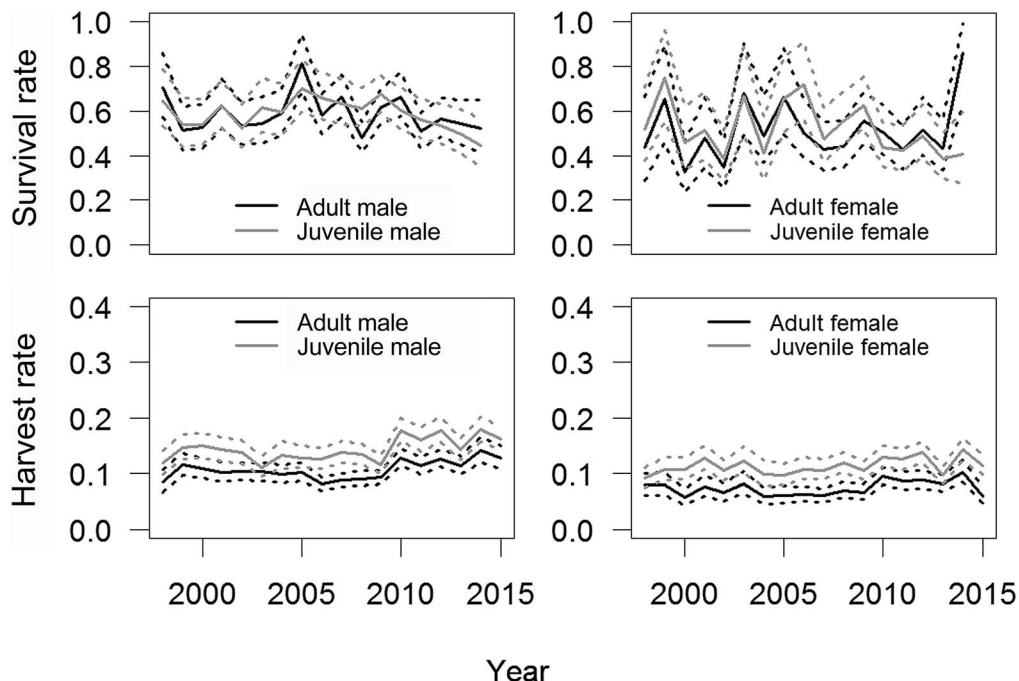 Survival rate
1.0
0.8
0.6
0.4
0.2
0.0
Adult male
Juvenile male
1.0
0.8
0.6
0.4
0.2
0.0
Adult female
Juvenile female
Harvest rate
0.4
0.3
0.2
0.1
0.0
Adult male
Juvenile male
2000 2005 2010 2015
0.4
0.3
0.2
0.1
0.0
Adult female
Juvenile female
2000 2005 2010 2015
Year